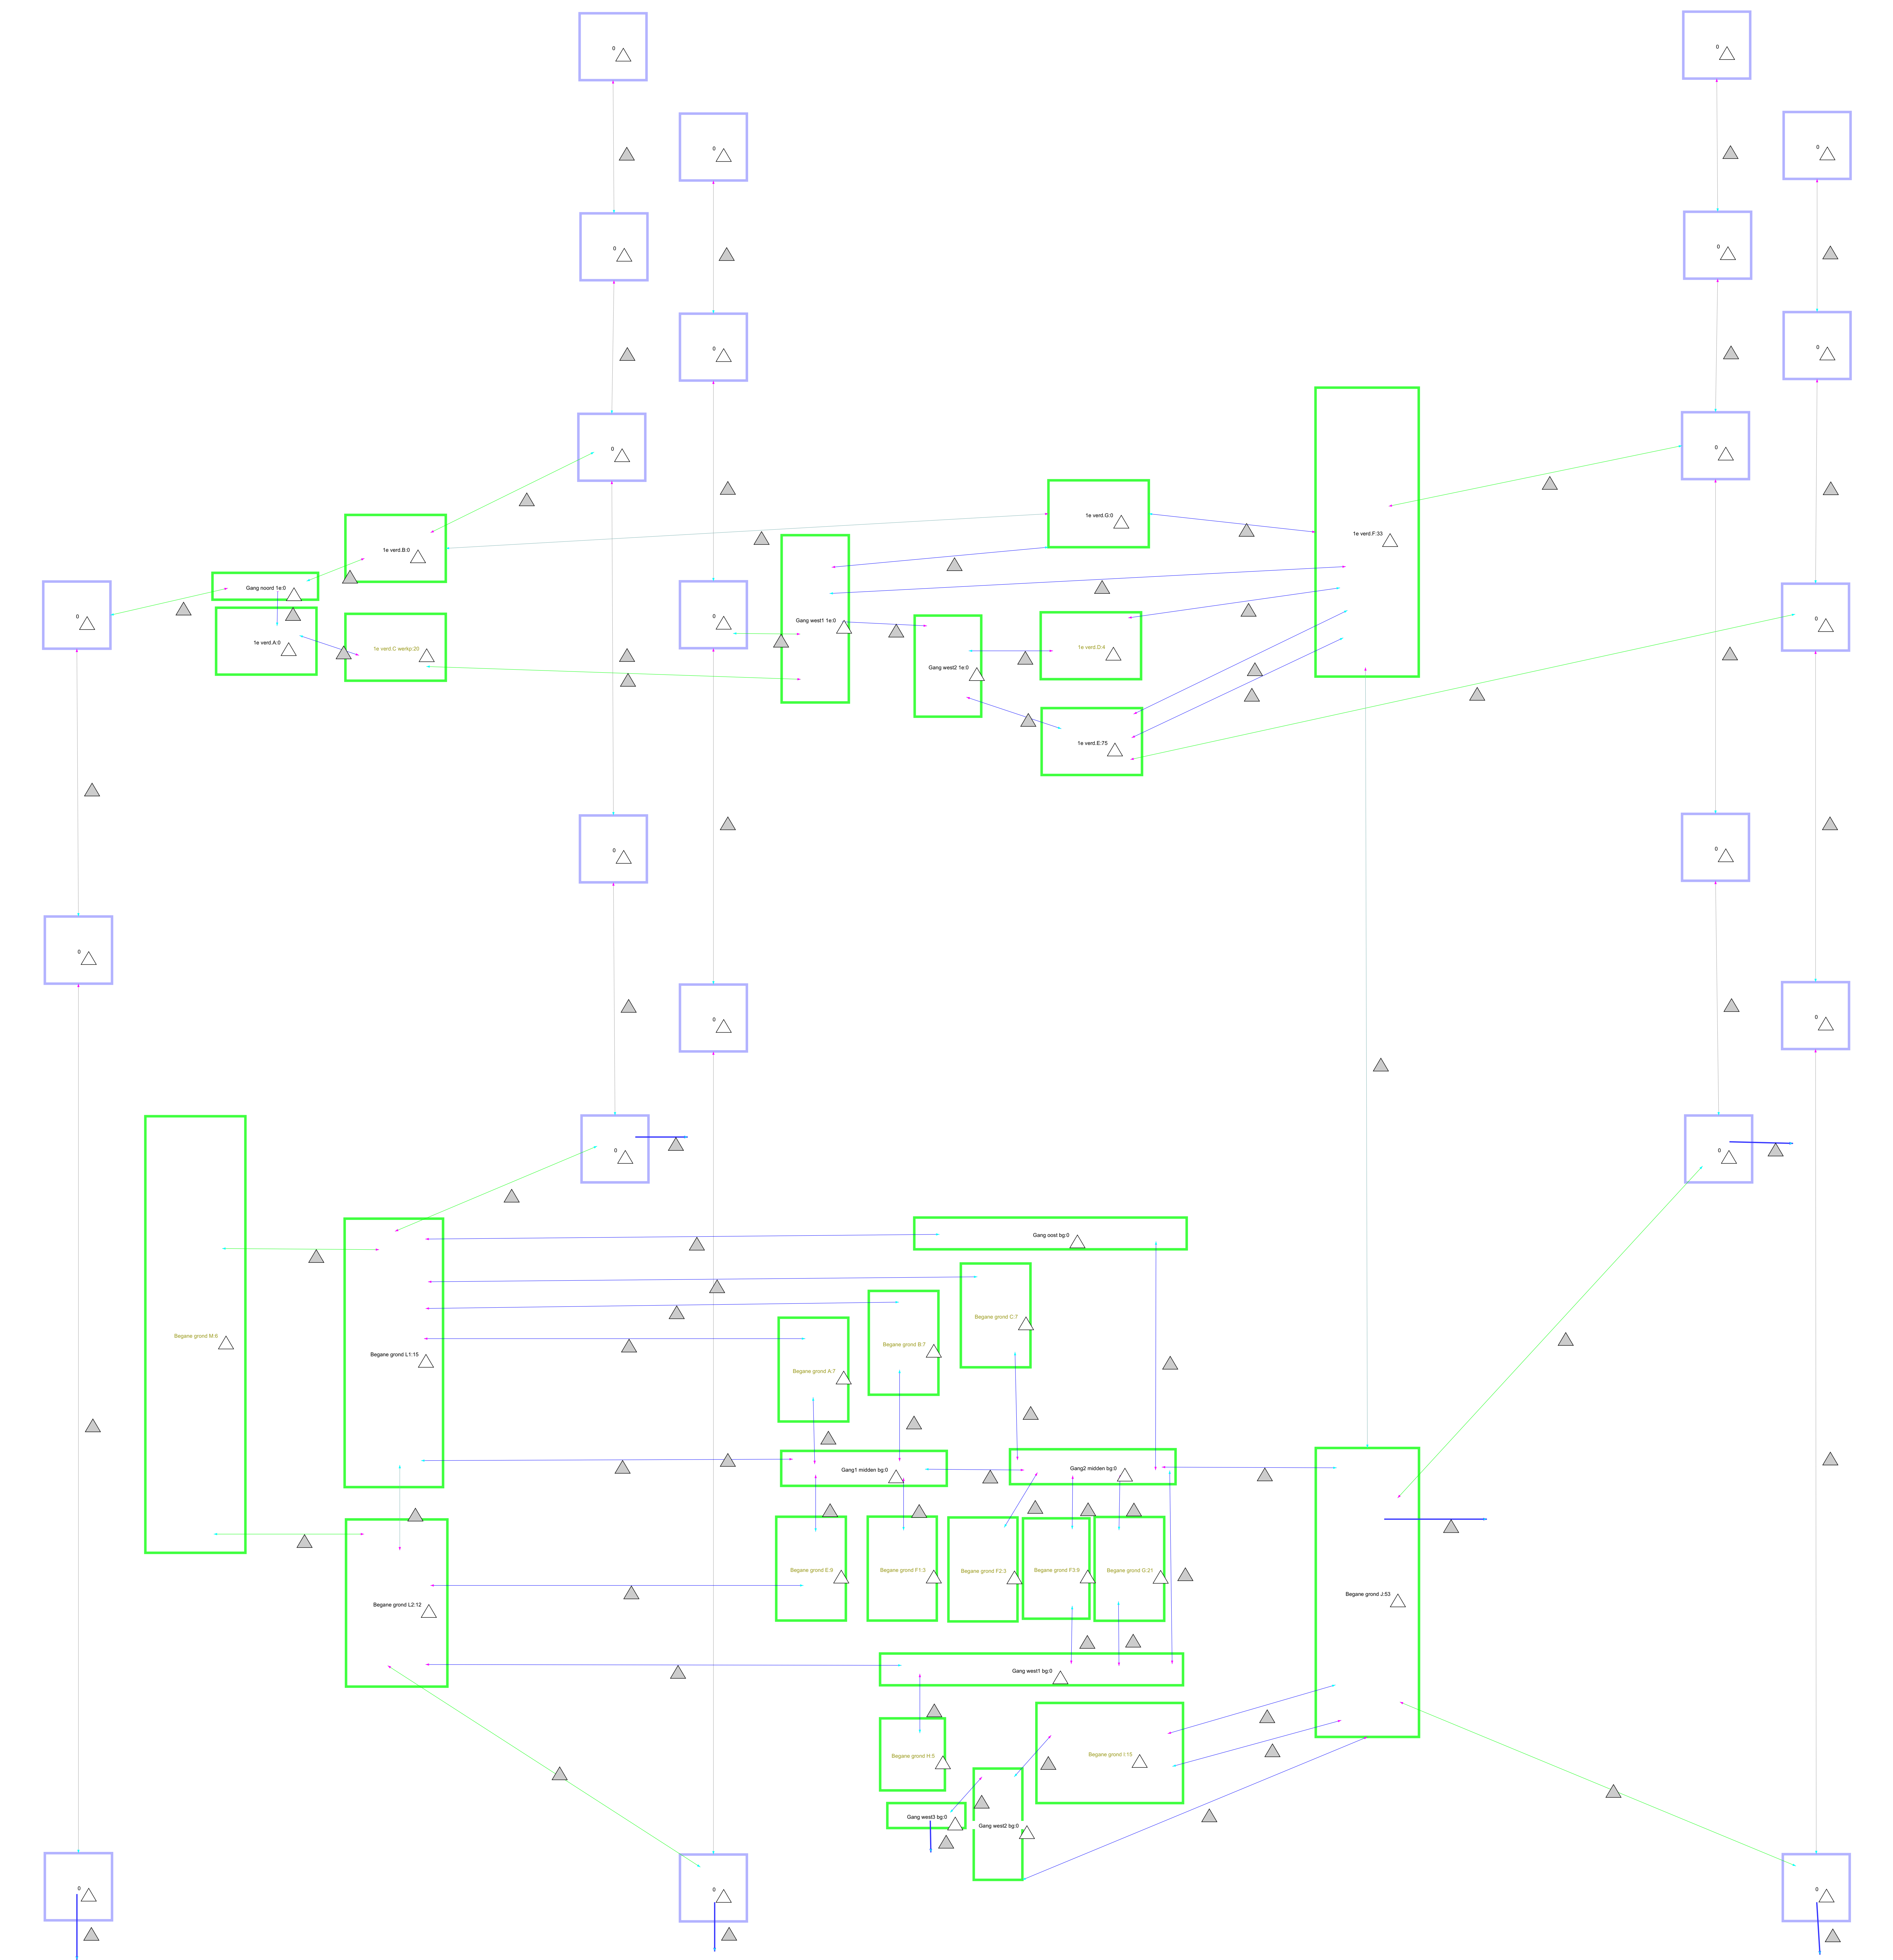 0
0
0
0
0
0
0
0
0
0
0
0
1e verd.G:0
1e verd.F:33
1e verd.B:0
Gang noord 1e:0
0
0
0
Gang west1 1e:0
1e verd.A:0
1e verd.C werkp:20
1e verd.D:4
Gang west2 1e:0
1e verd.E:75
0
0
0
0
0
0
0
Gang oost bg:0
Begane grond C:7
Begane grond M:6
Begane grond B:7
Begane grond L1:15
Begane grond A:7
Gang1 midden bg:0
Gang2 midden bg:0
Begane grond E:9
Begane grond F1:3
Begane grond F2:3
Begane grond F3:9
Begane grond G:21
Begane grond J:53
Begane grond L2:12
Gang west1 bg:0
Begane grond H:5
Begane grond I:15
Gang west3 bg:0
Gang west2 bg:0
0
0
0